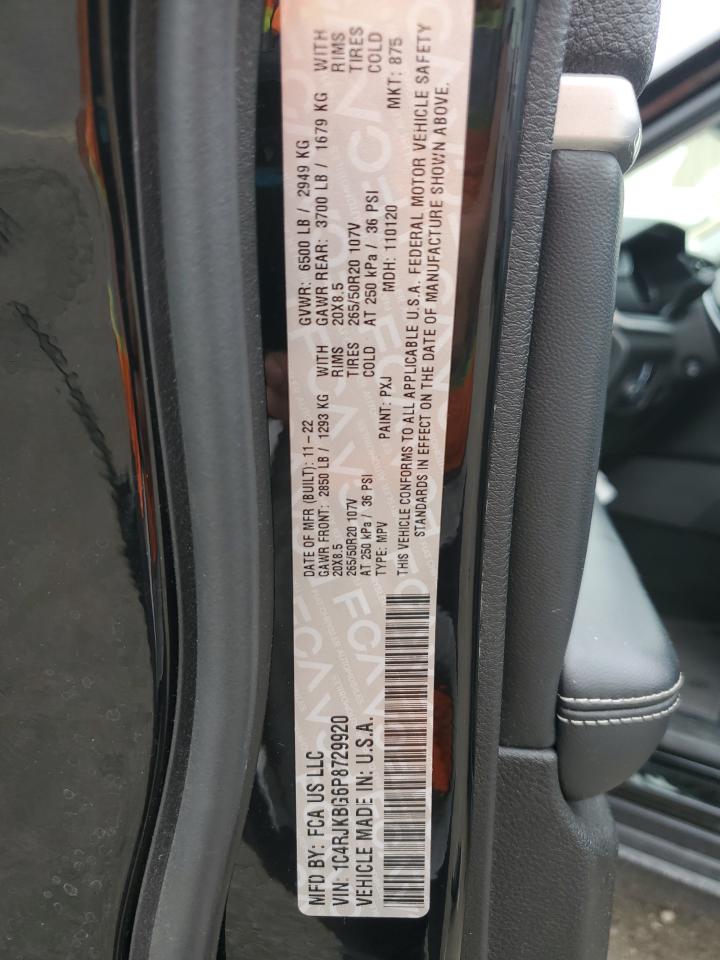 MFD BY: FCA US LLC
DATE OF MFR (BUILT): 11-22
GVWR: 6500 LB / 2949 KG
GAWR FRONT: 2850 LB / 1293 KG WITH
GAWR REAR: 3700 LB / 1679 KG WITH
20X8.5 RIMS
20X8.5 RIMS
265/50R20 107V TIRES
265/50R20 107V TIRES
AT 250 kPa / 36 PSI COLD
AT 250 kPa / 36 PSI COLD
VIN: 1C4RJKBG6P8729920
TYPE: MPV
PAINT: PXJ
MDH: 110120
MKT: 875
VEHICLE MADE IN: U.S.A.
THIS VEHICLE CONFORMS TO ALL APPLICABLE U.S.A. FEDERAL MOTOR VEHICLE SAFETY
STANDARDS IN EFFECT ON THE DATE OF MANUFACTURE SHOWN ABOVE.